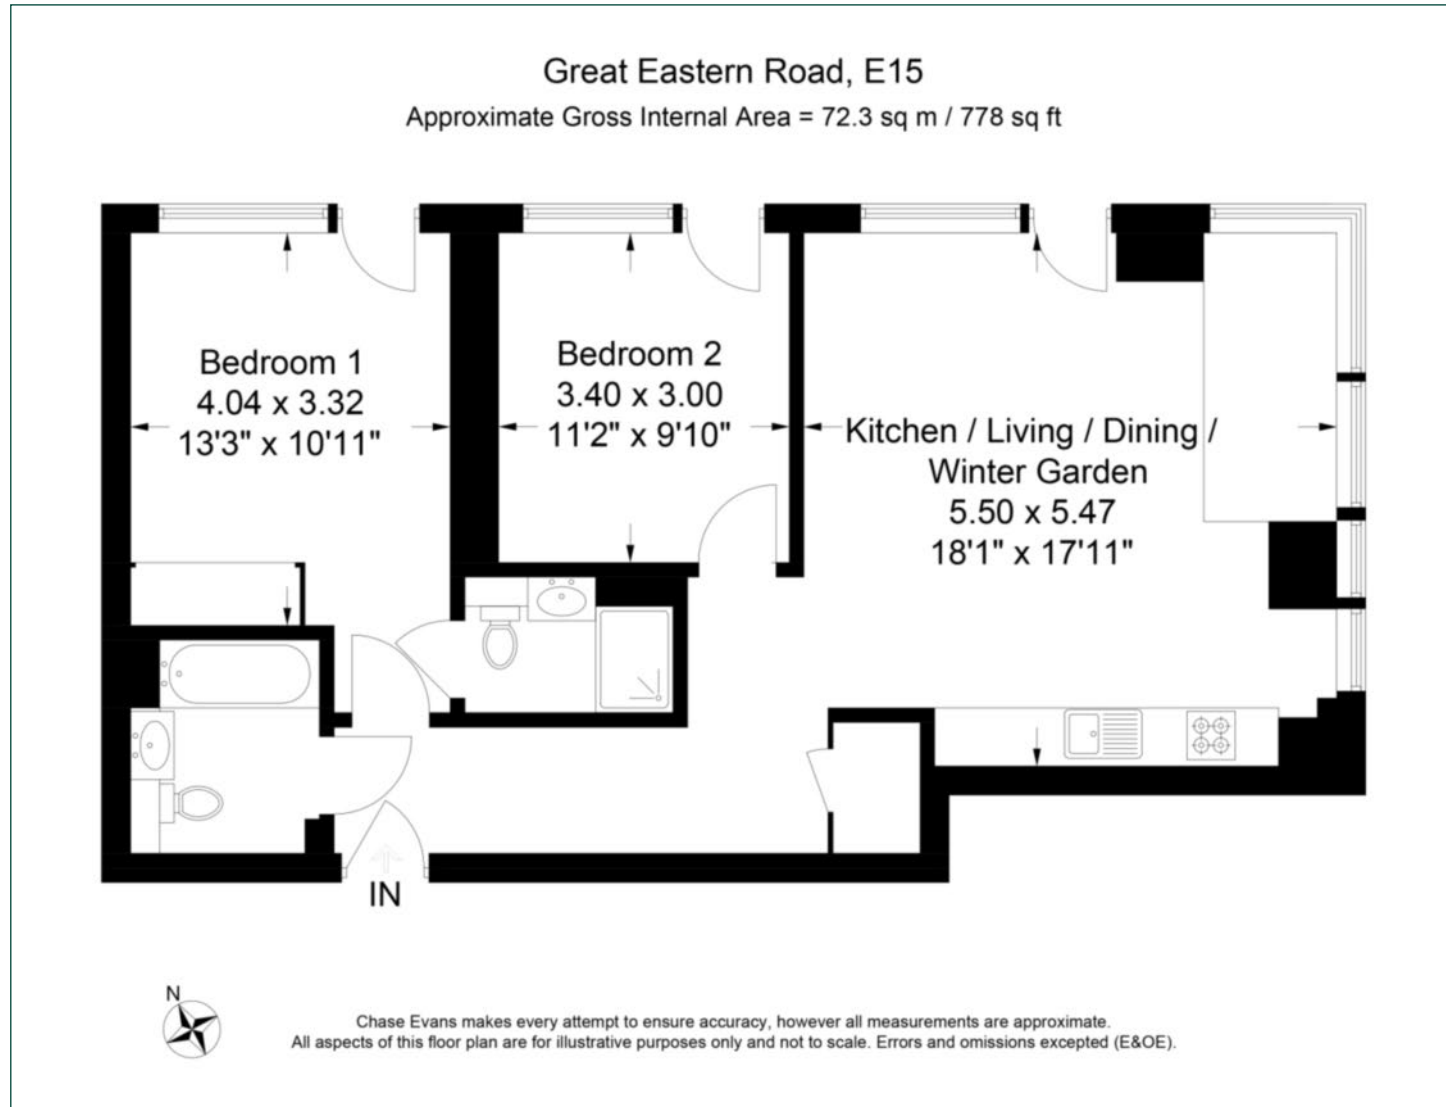 Great Eastern Road, E15
Approximate Gross Internal Area = 72.3 sq m / 778 sq ft
Bedroom 1
4.04 x 3.32
13'3" x 10'11"
Bedroom 2
3.40 x 3.00
11'2" x 9'10"
Kitchen / Living / Dining /
Winter Garden
5.50 x 5.47
18'1" x 17'11"
IN
N
Chase Evans makes every attempt to ensure accuracy, however all measurements are approximate.
All aspects of this floor plan are for illustrative purposes only and not to scale. Errors and omissions excepted (E&OE).